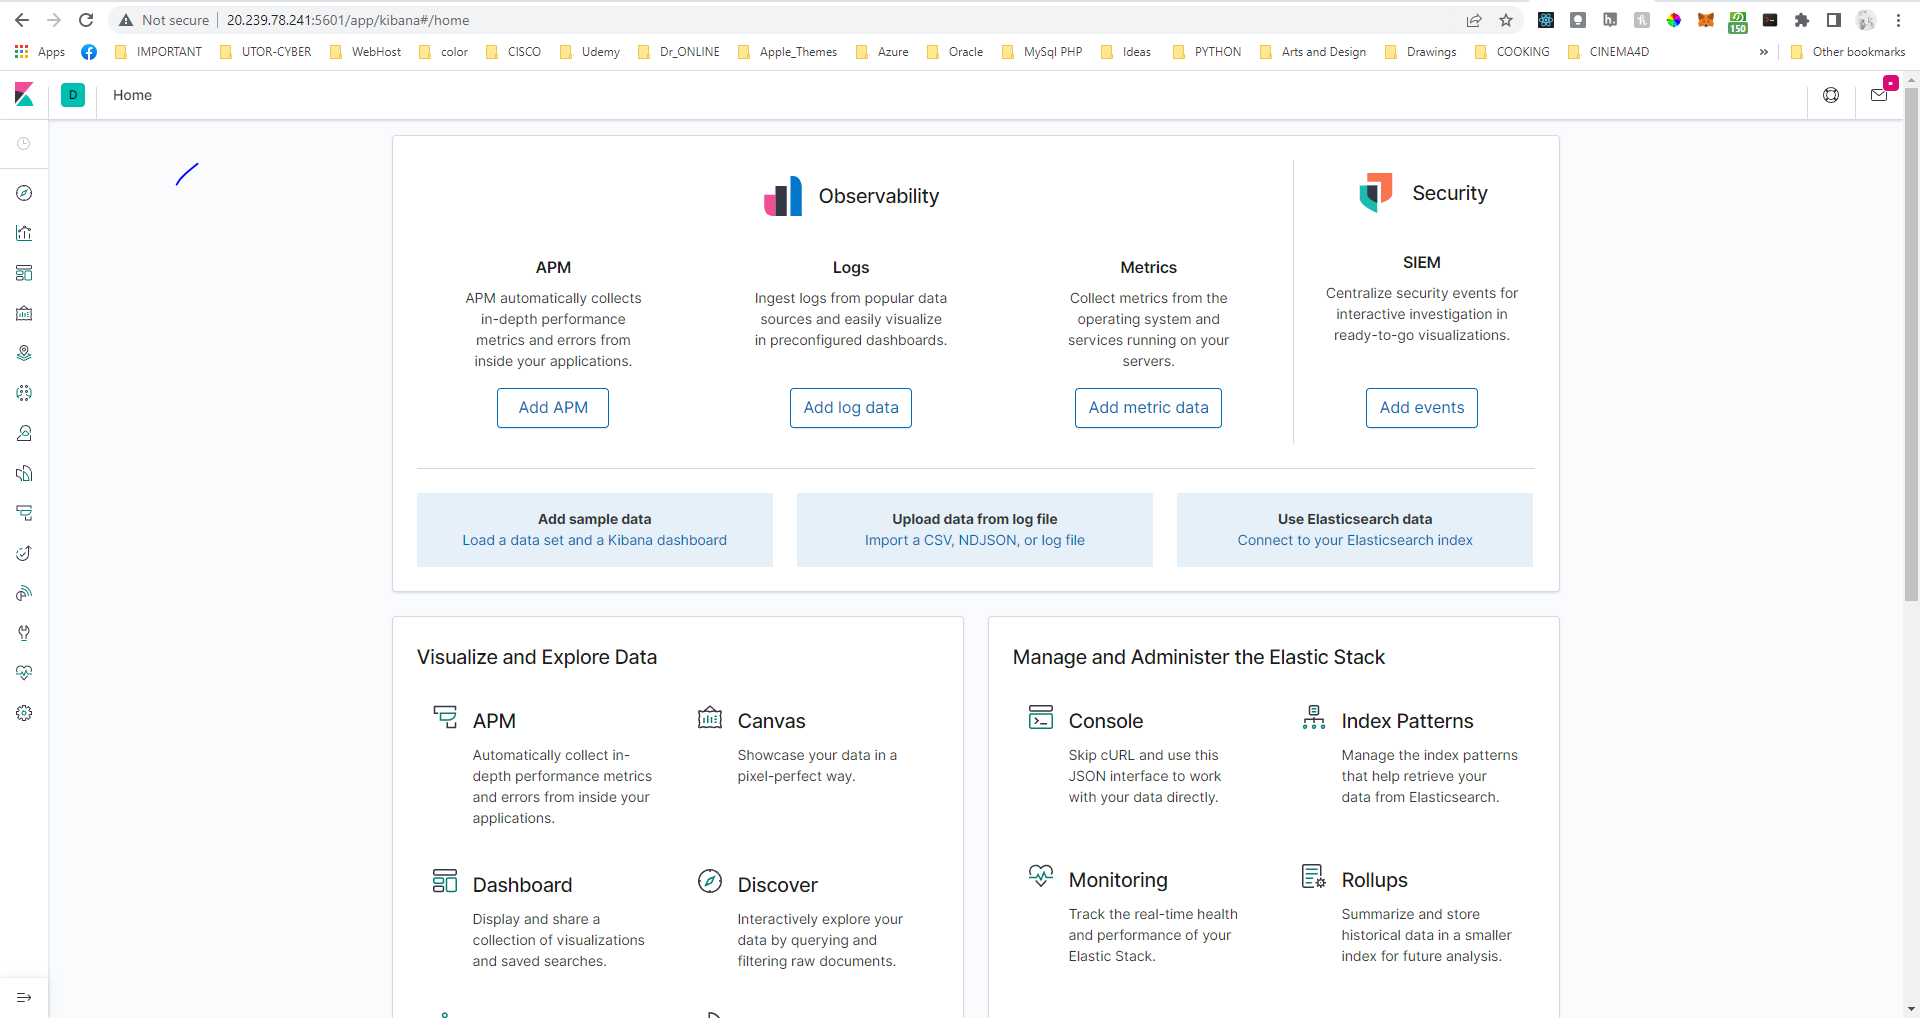 Not secure | 20.239.78.241:5601/app/kibana#/home
150
Apps IMPORTANT UTOR-CYBER WebHost color CISCO Udemy Dr_ONLINE Apple_Themes Azure Oracle MySql PHP Ideas PYTHON Arts and Design Drawings COOKING CINEMA4D » Other bookmarks
D Home
Observability
APM
APM automatically collects
in-depth performance
metrics and errors from
inside your applications.
Add APM
Logs
Ingest logs from popular data
sources and easily visualize
in preconfigured dashboards.
Add log data
Metrics
Collect metrics from the
operating system and
services running on your
servers.
Add metric data
Security
SIEM
Centralize security events for
interactive investigation in
ready-to-go visualizations.
Add events
Add sample data
Load a data set and a Kibana dashboard
Upload data from log file
Import a CSV, NDJSON, or log file
Use Elasticsearch data
Connect to your Elasticsearch index
Visualize and Explore Data
APM
Automatically collect in-
depth performance metrics
and errors from inside your
applications.
Canvas
Showcase your data in a
pixel-perfect way.
Dashboard
Display and share a
collection of visualizations
and saved searches.
Discover
Interactively explore your
data by querying and
filtering raw documents.
Manage and Administer the Elastic Stack
Console
Skip cURL and use this
JSON interface to work
with your data directly.
Index Patterns
Manage the index patterns
that help retrieve your
data from Elasticsearch.
Monitoring
Track the real-time health
and performance of your
Elastic Stack.
Rollups
Summarize and store
historical data in a smaller
index for future analysis.